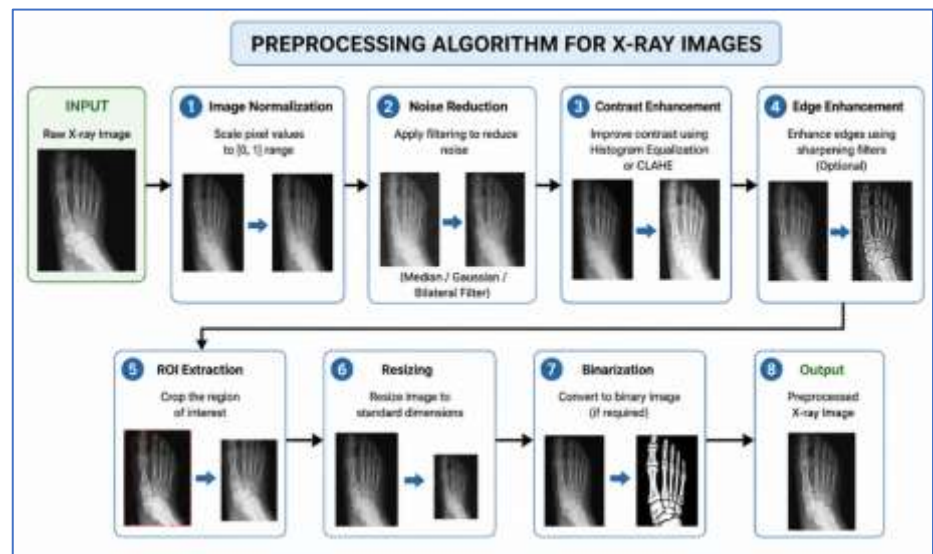 PREPROCESSING ALGORITHM FOR X-RAY IMAGES
INPUT
Raw X-ray Image
1 Image Normalization
Scale pixel values
to [0, 1] range
2 Noise Reduction
Apply filtering to reduce
noise
(Median / Gaussian /
Bilateral Filter)
3 Contrast Enhancement
Improve contrast using
Histogram Equalization
or CLAHE
4 Edge Enhancement
Enhance edges using
sharpening filters
(Optional)
5 ROI Extraction
Crop the region
of interest
6 Resizing
Resize image to
standard dimensions
7 Binarization
Convert to binary image
(if required)
8 Output
Preprocessed
X-ray Image